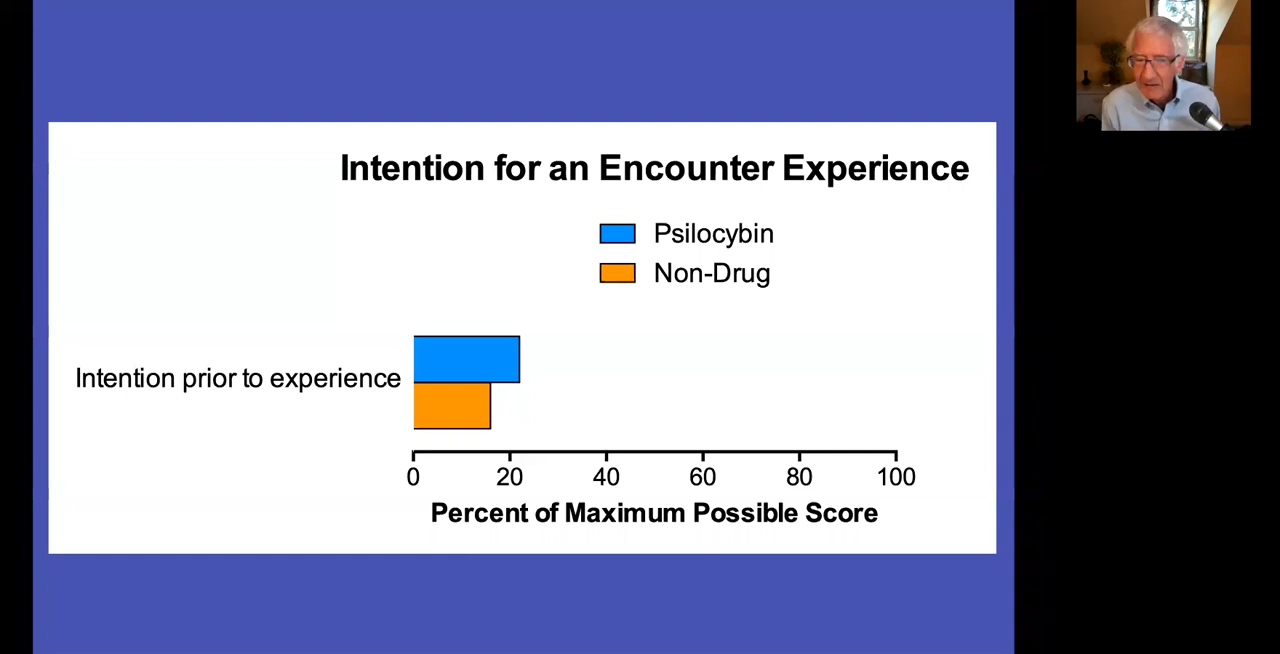 Intention for an Encounter Experience
Psilocybin
Non-Drug
Intention prior to experience
0 20 40 60 80 100
Percent of Maximum Possible Score